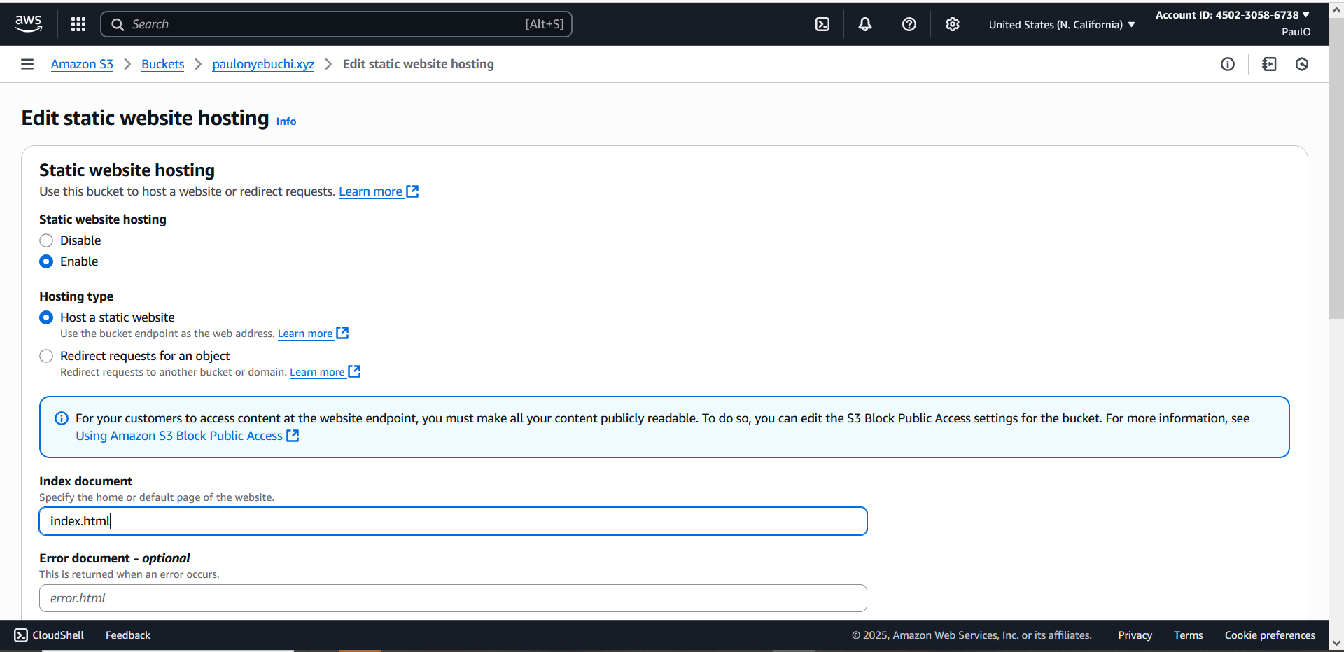 aws
Search [Alt+S]
United States (N. California)
Account ID: 4502-3058-6738
PaulO
Amazon S3 > Buckets > paulonyebuchi.xyz > Edit static website hosting
Edit static website hosting Info
Static website hosting
Use this bucket to host a website or redirect requests. Learn more
Static website hosting
Disable
Enable
Hosting type
Host a static website
Use the bucket endpoint as the web address. Learn more
Redirect requests for an object
Redirect requests to another bucket or domain. Learn more
For your customers to access content at the website endpoint, you must make all your content publicly readable. To do so, you can edit the S3 Block Public Access settings for the bucket. For more information, see
Using Amazon S3 Block Public Access
Index document
Specify the home or default page of the website.
index.html
Error document - optional
This is returned when an error occurs.
error.html
CloudShell Feedback © 2025, Amazon Web Services, Inc. or its affiliates. Privacy Terms Cookie preferences